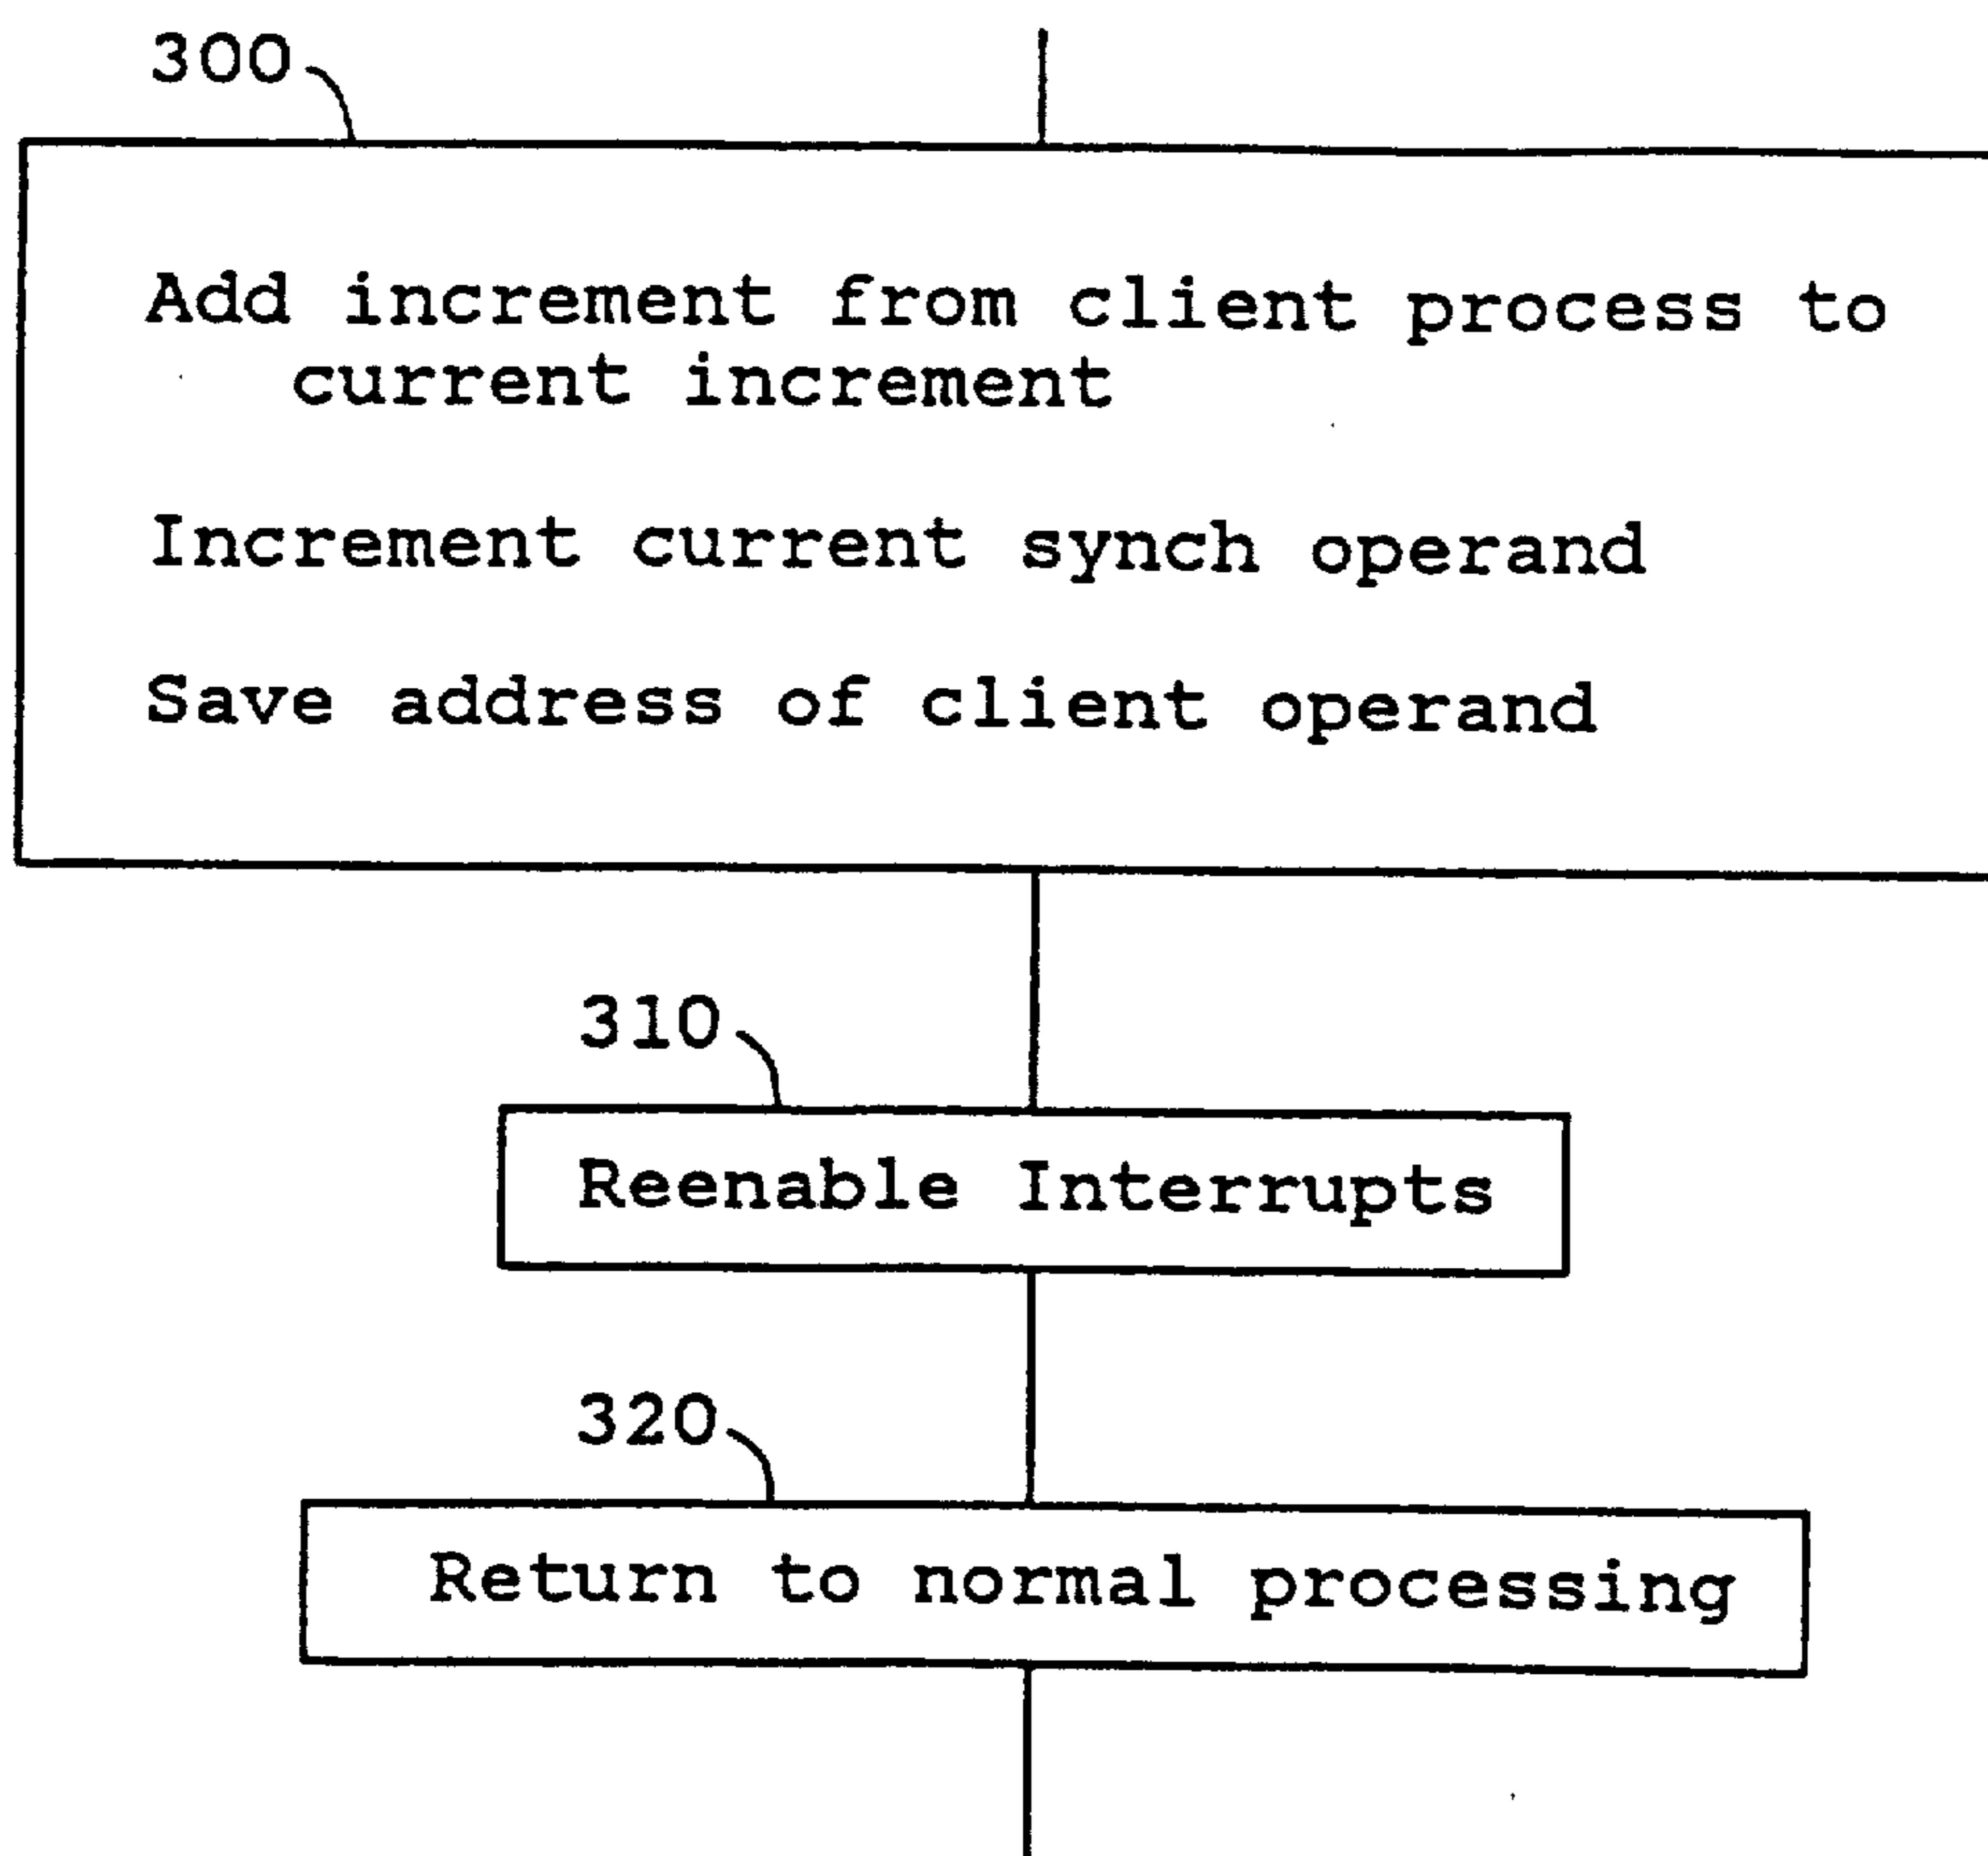 300
Add increment from client process to
current increment
Increment current synch operand
Save address of client operand
310
Reenable Interrupts
320
Return to normal processing